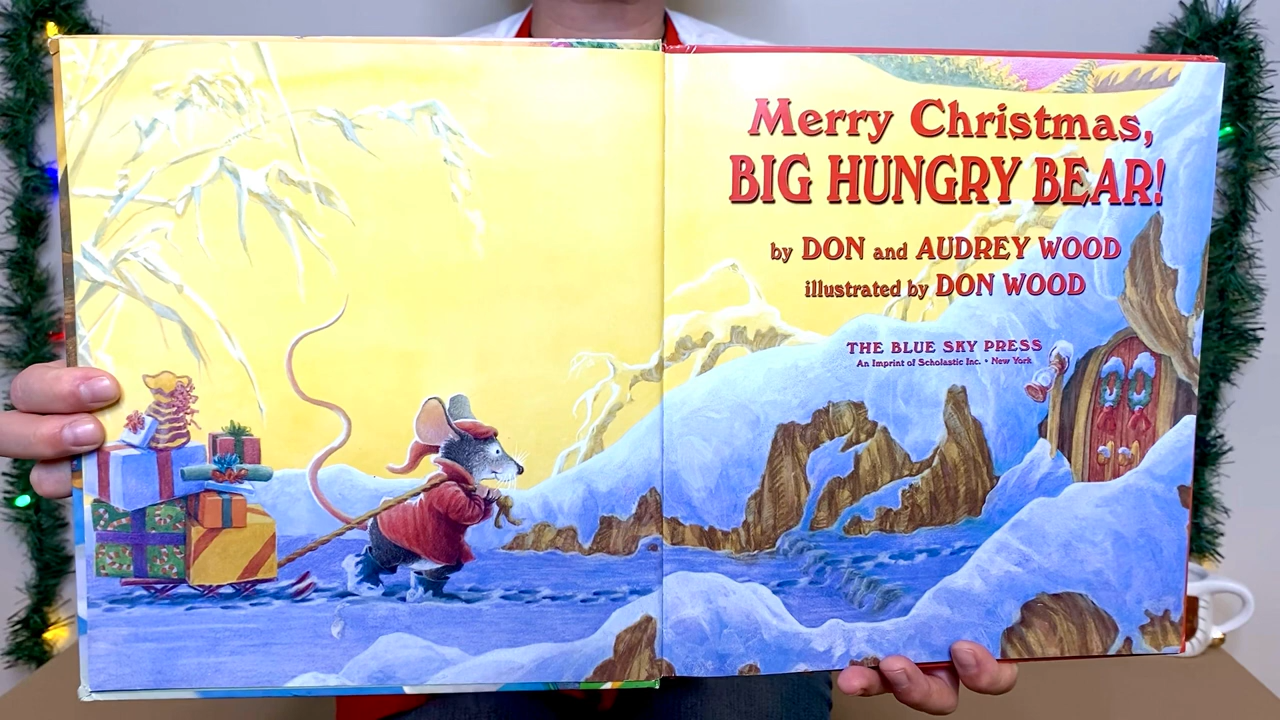 Merry Christmas,
BIG HUNGRY BEAR!
by DON and AUDREY WOOD
illustrated by DON WOOD
THE BLUE SKY PRESS
An Imprint of Scholastic Inc. • New York